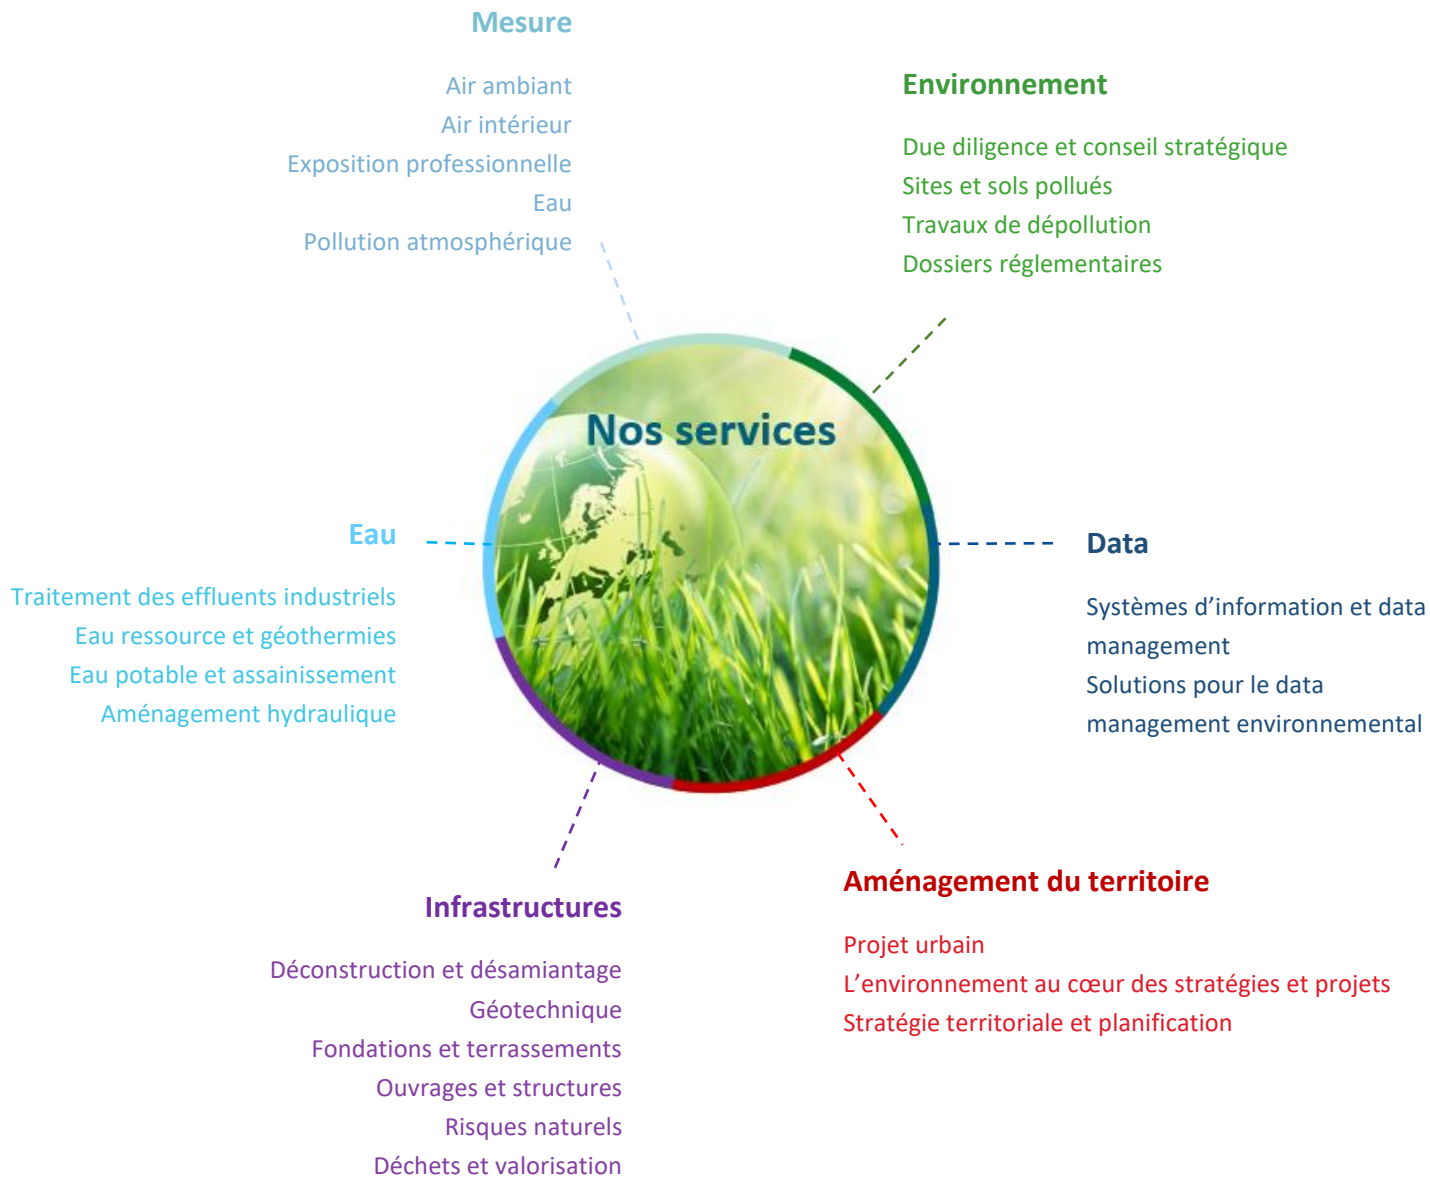 Mesure
Air ambiant
Air intérieur
Exposition professionnelle
Eau
Pollution atmosphérique
Environnement
Due diligence et conseil stratégique
Sites et sols pollués
Travaux de dépollution
Dossiers réglementaires
Nos services
Eau
Traitement des effluents industriels
Eau ressource et géothermies
Eau potable et assainissement
Aménagement hydraulique
Data
Systèmes d’information et data
management
Solutions pour le data
management environnemental
Infrastructures
Déconstruction et désamiantage
Géotechnique
Fondations et terrassements
Ouvrages et structures
Risques naturels
Déchets et valorisation
Aménagement du territoire
Projet urbain
L’environnement au cœur des stratégies et projets
Stratégie territoriale et planification